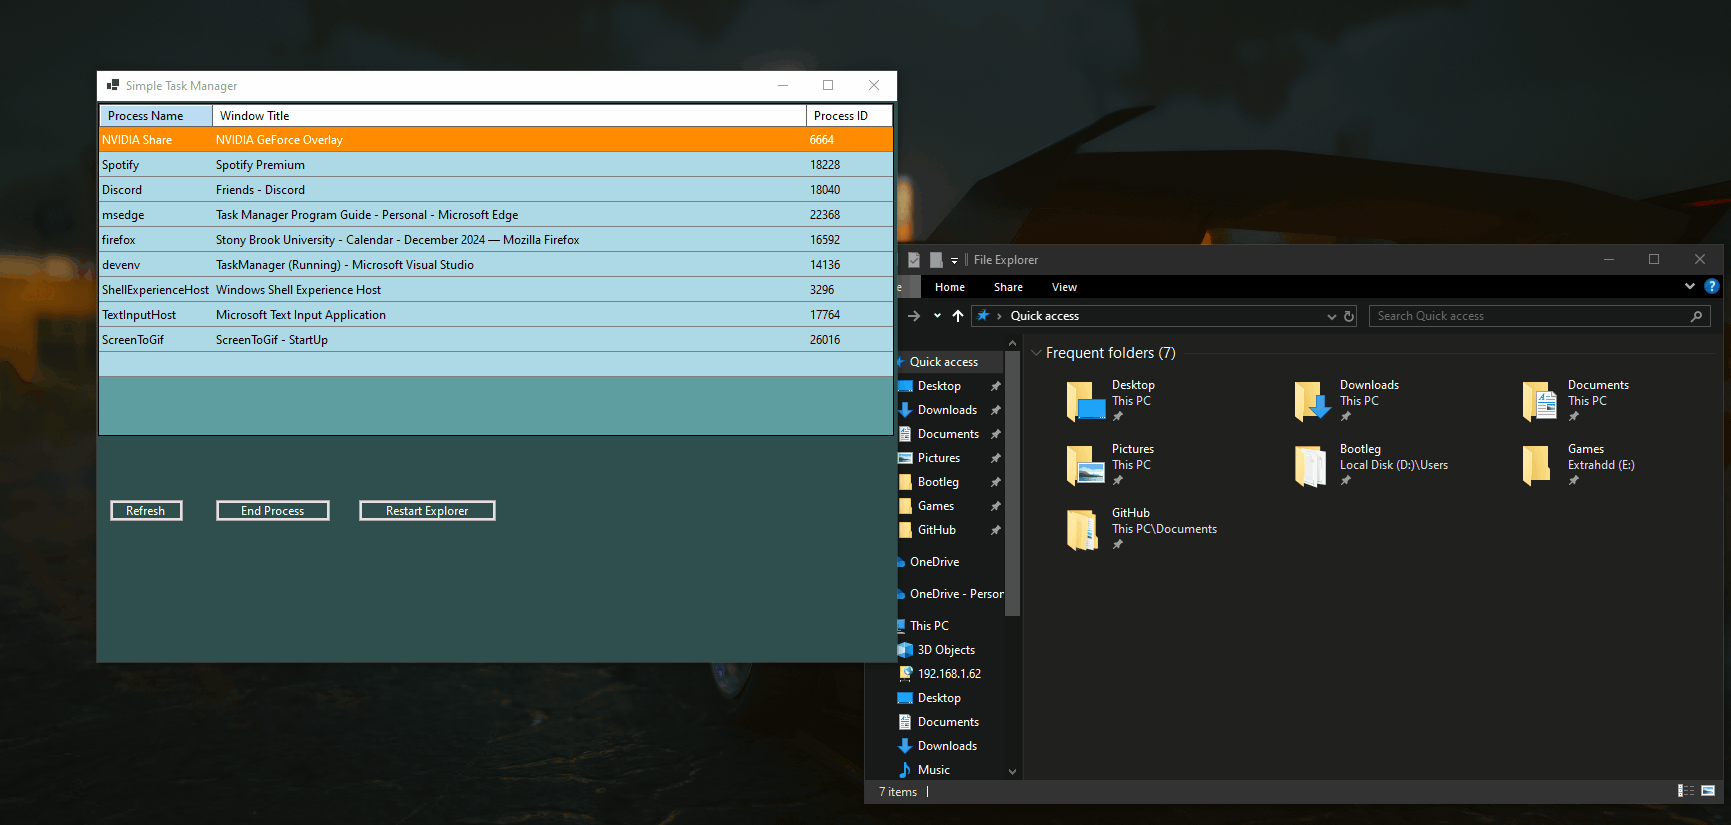 Simple Task Manager
Process Name Window Title Process ID
NVIDIA Share NVIDIA GeForce Overlay 6664
Spotify Spotify Premium 18228
Discord Friends - Discord 18040
msedge Task Manager Program Guide - Personal - Microsoft Edge 22368
firefox Stony Brook University - Calendar - December 2024 — Mozilla Firefox 16592
devenv TaskManager (Running) - Microsoft Visual Studio 14136
ShellExperienceHost Windows Shell Experience Host 3296
TextInputHost Microsoft Text Input Application 17764
ScreenToGif ScreenToGif - StartUp 26016
Refresh End Process Restart Explorer
File Explorer
e Home Share View
Quick access
Search Quick access
Quick access
Desktop
Downloads
Documents
Pictures
Bootleg
Games
GitHub
OneDrive
OneDrive - Person
This PC
3D Objects
192.168.1.62
Desktop
Documents
Downloads
Music
Frequent folders (7)
Desktop
This PC
Downloads
This PC
Documents
This PC
Pictures
This PC
Bootleg
Local Disk (D:)\Users
Games
Extrahdd (E:)
GitHub
This PC\Documents
7 items